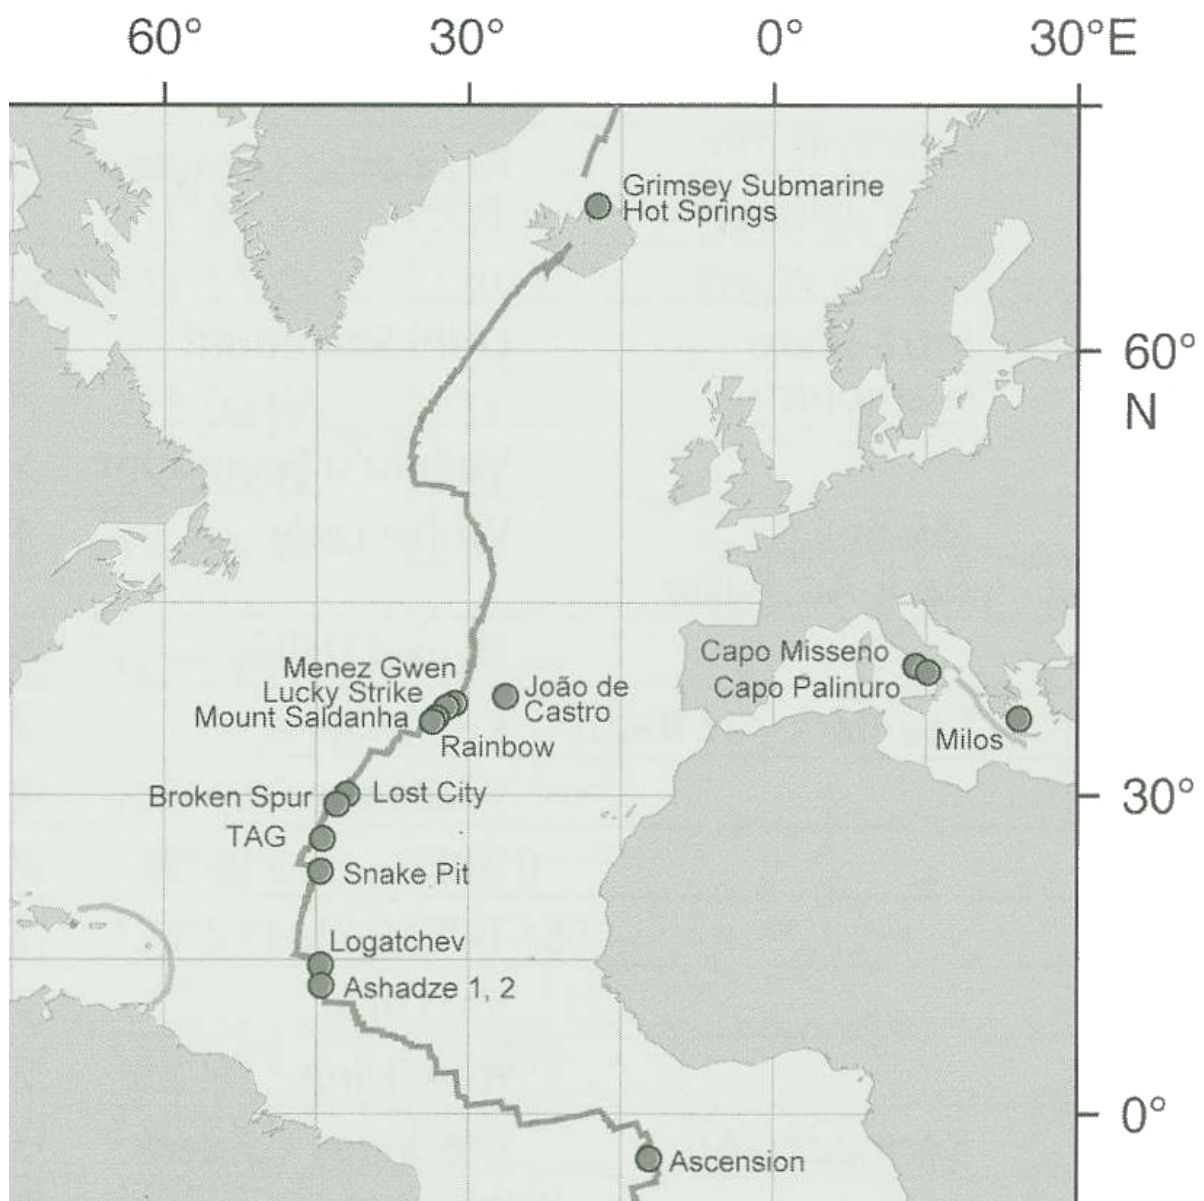 60° 30° 0° 30°E
Grimsey Submarine
Hot Springs
60°
N
Menez Gwen
Lucky Strike
Mount Saldanha
Rainbow
João de
Castro
Capo Misseno
Capo Palinuro
Milos
Broken Spur
Lost City
30°
TAG
Snake Pit
Logatchev
Ashadze 1, 2
0°
Ascension